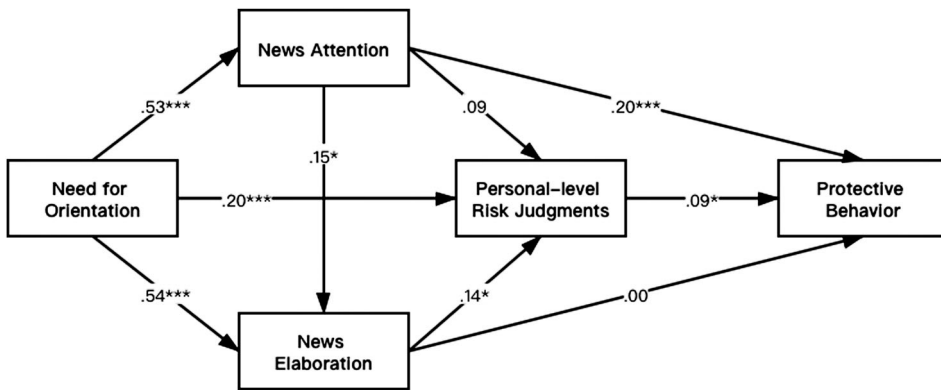 News Attention
.53***
.09
.20***
.15*
Need for
Orientation
.20***
Personal-level
Risk Judgments
.09*
Protective
Behavior
.54***
.14*
.00
News
Elaboration